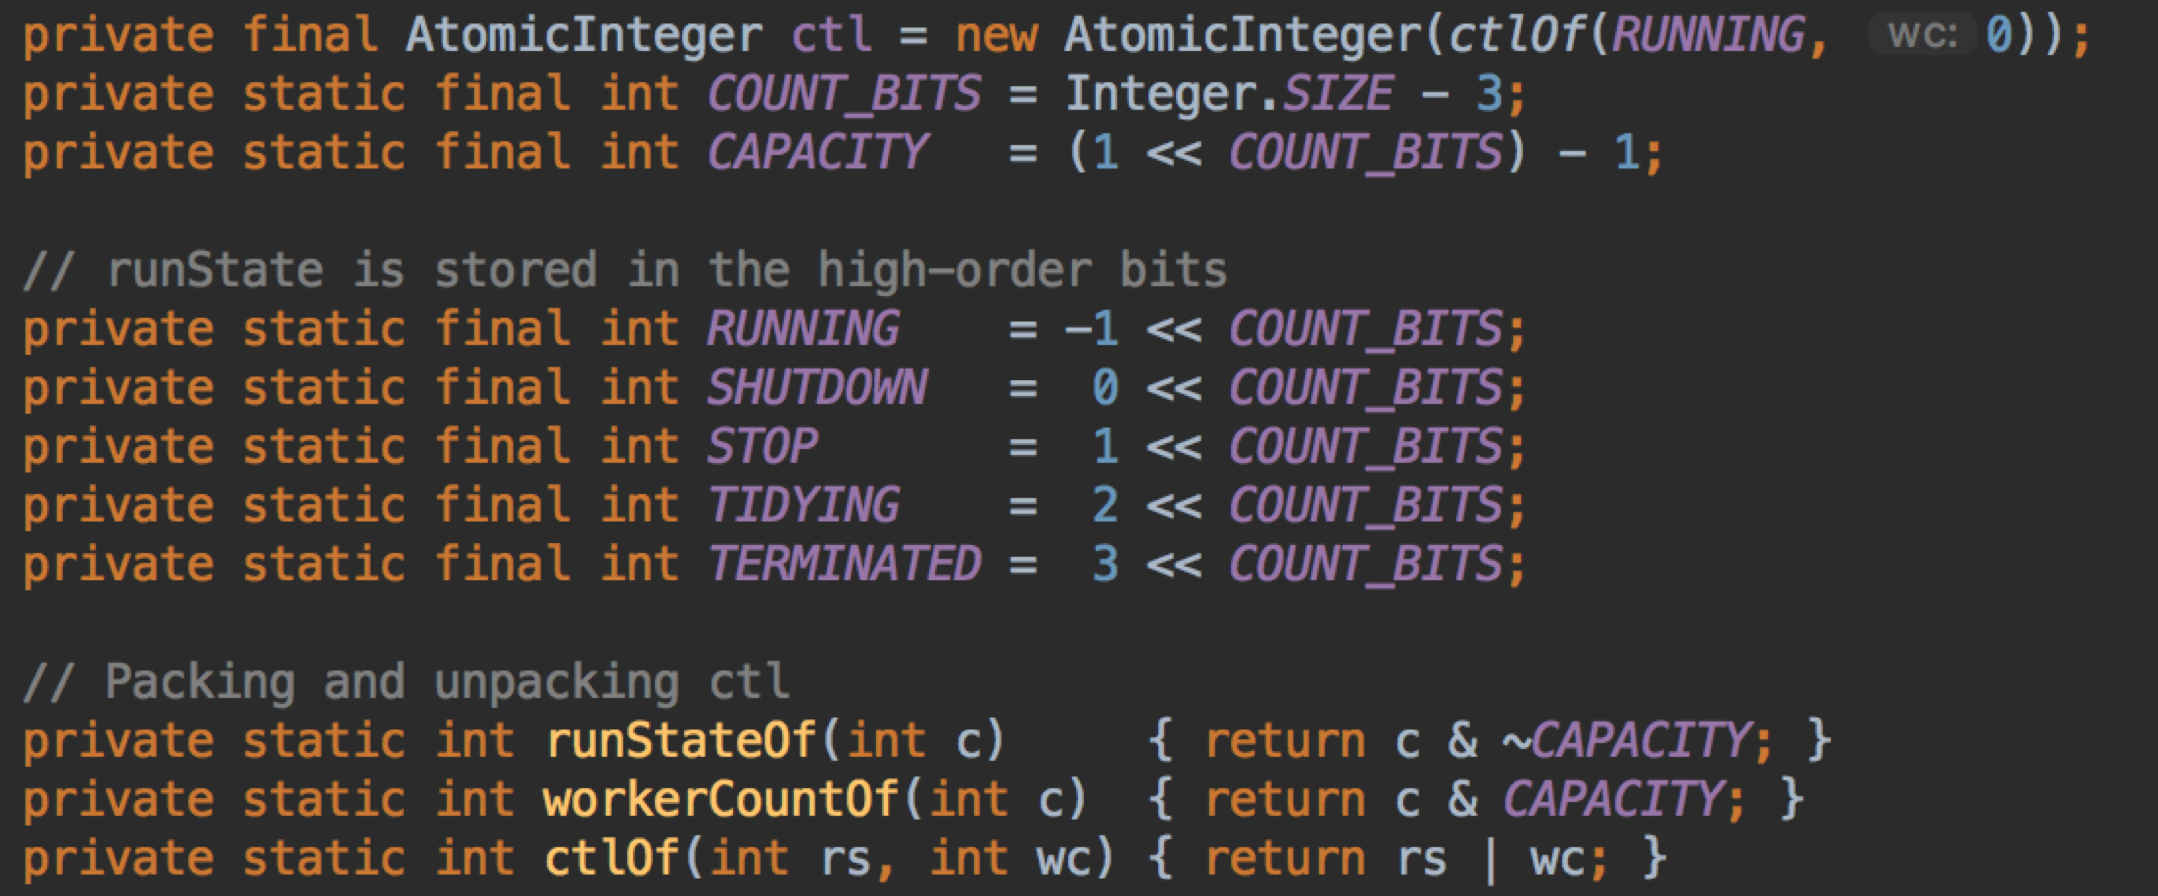 private final AtomicInteger ctl = new AtomicInteger(ctlOf(RUNNING, wc: 0));
private static final int COUNT_BITS = Integer.SIZE - 3;
private static final int CAPACITY   = (1 << COUNT_BITS) - 1;
// runState is stored in the high-order bits
private static final int RUNNING    = -1 << COUNT_BITS;
private static final int SHUTDOWN   =  0 << COUNT_BITS;
private static final int STOP       =  1 << COUNT_BITS;
private static final int TIDYING    =  2 << COUNT_BITS;
private static final int TERMINATED =  3 << COUNT_BITS;
// Packing and unpacking ctl
private static int runStateOf(int c)     { return c & ~CAPACITY; }
private static int workerCountOf(int c)  { return c & CAPACITY; }
private static int ctlOf(int rs, int wc) { return rs | wc; }